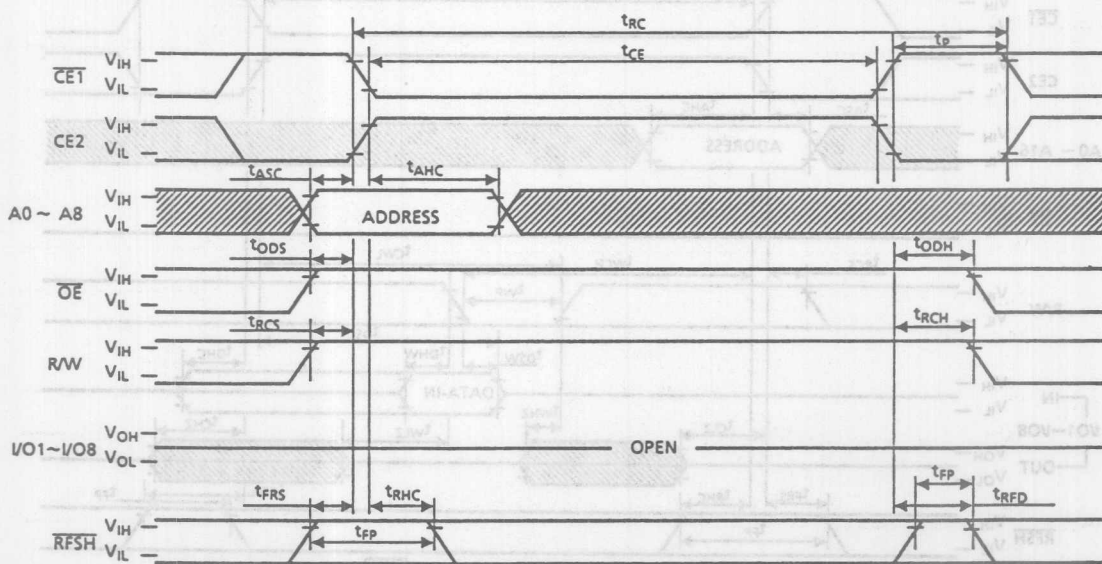 tRC
tP
tCE
CE1 VIH
VIL
CE2 VIH
VIL
tASC tAHC
A0 ~ A8 VIH
VIL
ADDRESS
tODS tODH
OE VIH
VIL
tRCS tRCH
R/W VIH
VIL
I/O1~I/O8 VOH
VOL
OPEN
tFP
tFRS tRHC tRFD
RFSH VIH
VIL
tFP